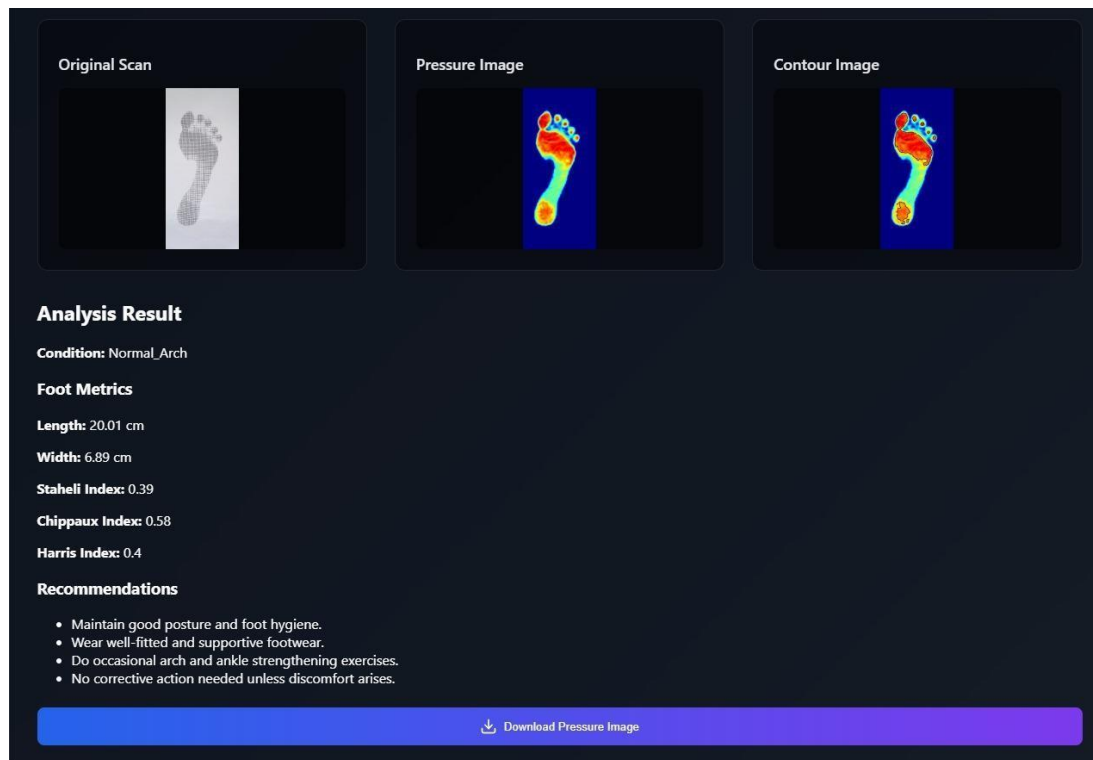 Original Scan
Pressure Image
Contour Image
Analysis Result
Condition: Normal_Arch
Foot Metrics
Length: 20.01 cm
Width: 6.89 cm
Staheli Index: 0.39
Chippaux Index: 0.58
Harris Index: 0.4
Recommendations
• Maintain good posture and foot hygiene.
• Wear well-fitted and supportive footwear.
• Do occasional arch and ankle strengthening exercises.
• No corrective action needed unless discomfort arises.
Download Pressure Image